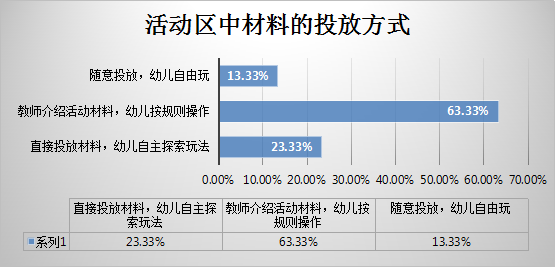 活动区中材料的投放方式
随意投放，幼儿自由玩
13.33%
教师介绍活动材料，幼儿按规则操作
63.33%
直接投放材料，幼儿自主探索玩法
23.33%
0.00% 10.00% 20.00% 30.00% 40.00% 50.00% 60.00% 70.00%
直接投放材料，幼儿自主探
索玩法
教师介绍活动材料，幼儿按
规则操作
随意投放，幼儿自由玩
系列1 23.33% 63.33% 13.33%